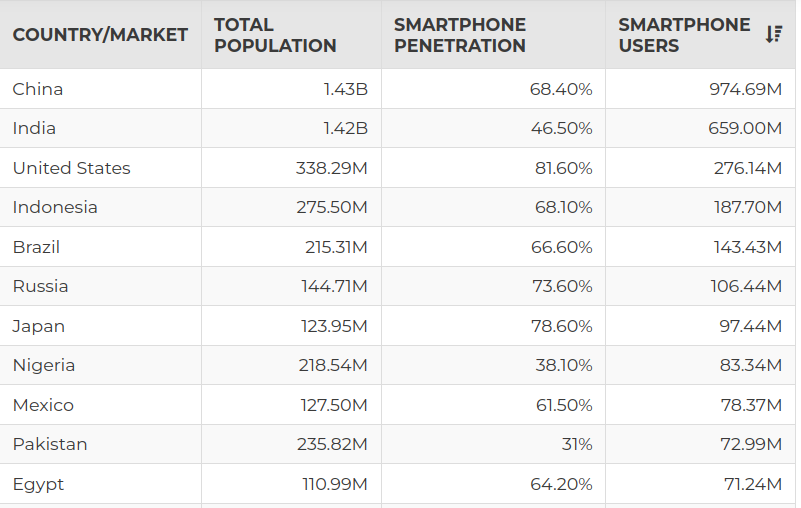 COUNTRY/MARKET TOTAL POPULATION SMARTPHONE PENETRATION SMARTPHONE USERS
China 1.43B 68.40% 974.69M
India 1.42B 46.50% 659.00M
United States 338.29M 81.60% 276.14M
Indonesia 275.50M 68.10% 187.70M
Brazil 215.31M 66.60% 143.43M
Russia 144.71M 73.60% 106.44M
Japan 123.95M 78.60% 97.44M
Nigeria 218.54M 38.10% 83.34M
Mexico 127.50M 61.50% 78.37M
Pakistan 235.82M 31% 72.99M
Egypt 110.99M 64.20% 71.24M